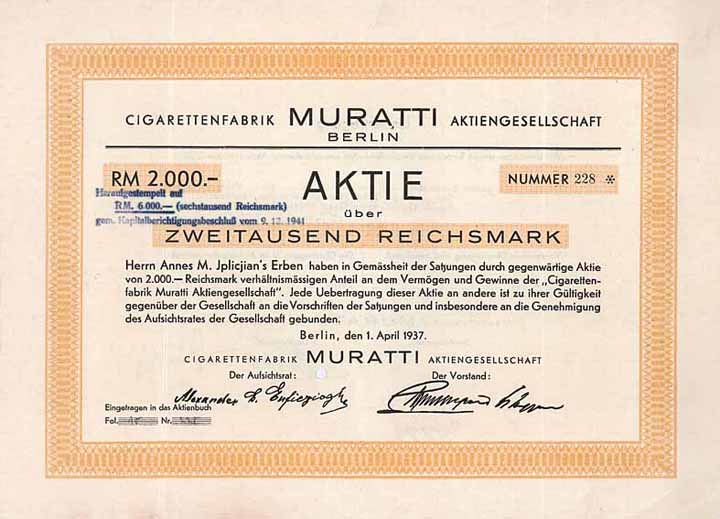 CIGARETTENFABRIK MURATTI AKTIENGESELLSCHAFT
BERLIN
RM 2.000.–
AKTIE
NUMMER 228 *
Heraufgestempelt auf
RM. 6.000.— (sechstausend Reichsmark)
gem. Kapitalberichtigungsbeschluß vom 9. 12. 1941
über
ZWEITAUSEND REICHSMARK
Herrn Annes M. Jplicjian's Erben haben in Gemässheit der Satzungen durch gegenwärtige Aktie
von 2.000.– Reichsmark verhältnismässigen Anteil an dem Vermögen und Gewinne der „Cigaretten-
fabrik Muratti Aktiengesellschaft". Jede Uebertragung dieser Aktie an andere ist zu ihrer Gültigkeit
gegenüber der Gesellschaft an die Vorschriften der Satzungen und insbesondere an die Genehmigung
des Aufsichtsrates der Gesellschaft gebunden.
Berlin, den 1. April 1937.
CIGARETTENFABRIK MURATTI AKTIENGESELLSCHAFT
Der Aufsichtsrat: Der Vorstand:
Alexander
Eingetragen in das Aktienbuch
Fol. Nr.